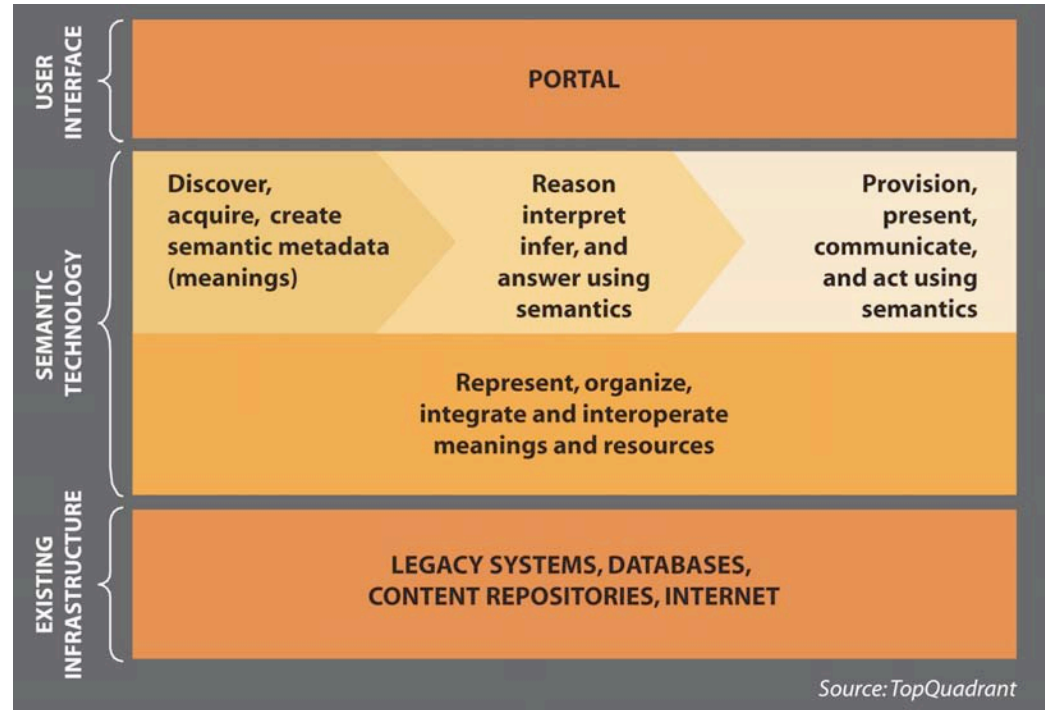 USER
INTERFACE
PORTAL
SEMANTIC
TECHNOLOGY
Discover,
acquire, create
semantic metadata
(meanings)
Reason
interpret
infer, and
answer using
semantics
Provision,
present,
communicate,
and act using
semantics
Represent, organize,
integrate and interoperate
meanings and resources
EXISTING
INFRASTRUCTURE
LEGACY SYSTEMS, DATABASES,
CONTENT REPOSITORIES, INTERNET
Source: TopQuadrant